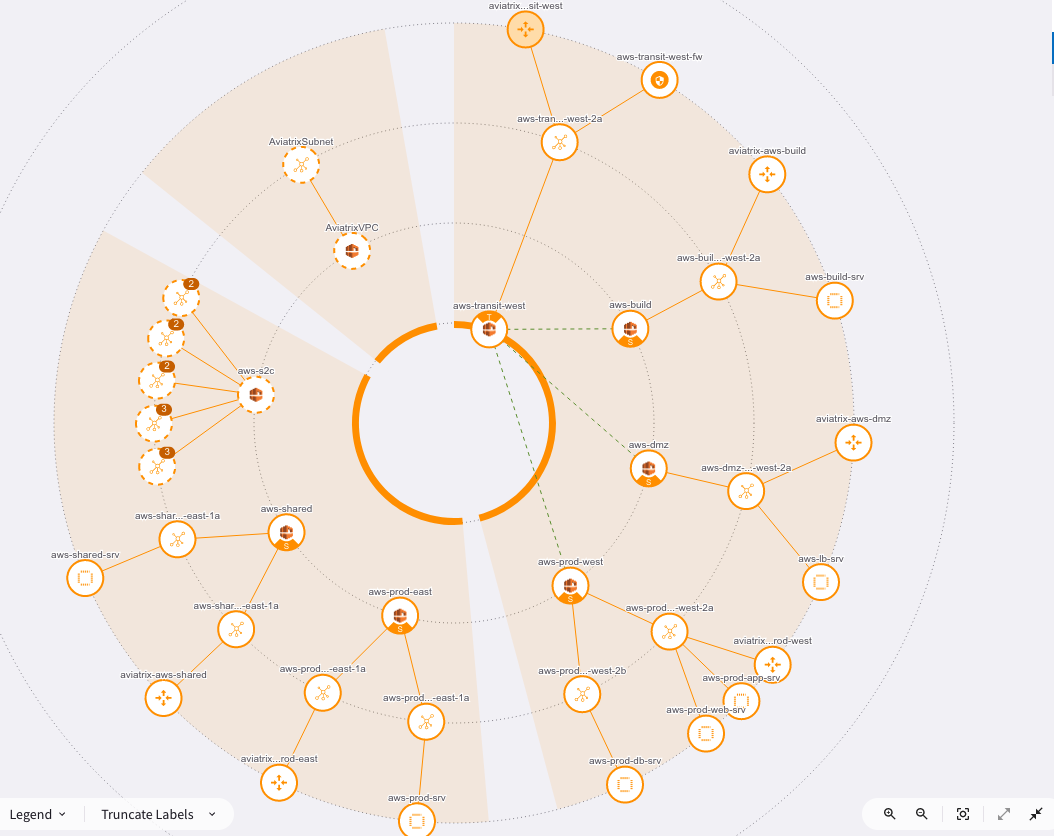 aviatrix...sit-west
aws-transit-west-fw
aws-tran...-west-2a
AviatrixSubnet
aviatrix-aws-build
AviatrixVPC
aws-buil...-west-2a
aws-build-srv
2
aws-transit-west
T
aws-build
S
2
2
aws-s2c
3
aviatrix-aws-dmz
3
aws-dmz
S
aws-dmz-...-west-2a
aws-shar...-east-1a
aws-shared
S
aws-shared-srv
aws-lb-srv
aws-prod-west
S
aws-prod-east
S
aws-shar...-east-1a
aws-prod...-west-2a
aviatrix...rod-west
aviatrix-aws-shared
aws-prod...-east-1a
aws-prod...-west-2b
aws-prod-app-srv
aws-prod...-east-1a
aws-prod-web-srv
aviatrix...rod-east
aws-prod-db-srv
aws-prod-srv
Legend
Truncate Labels